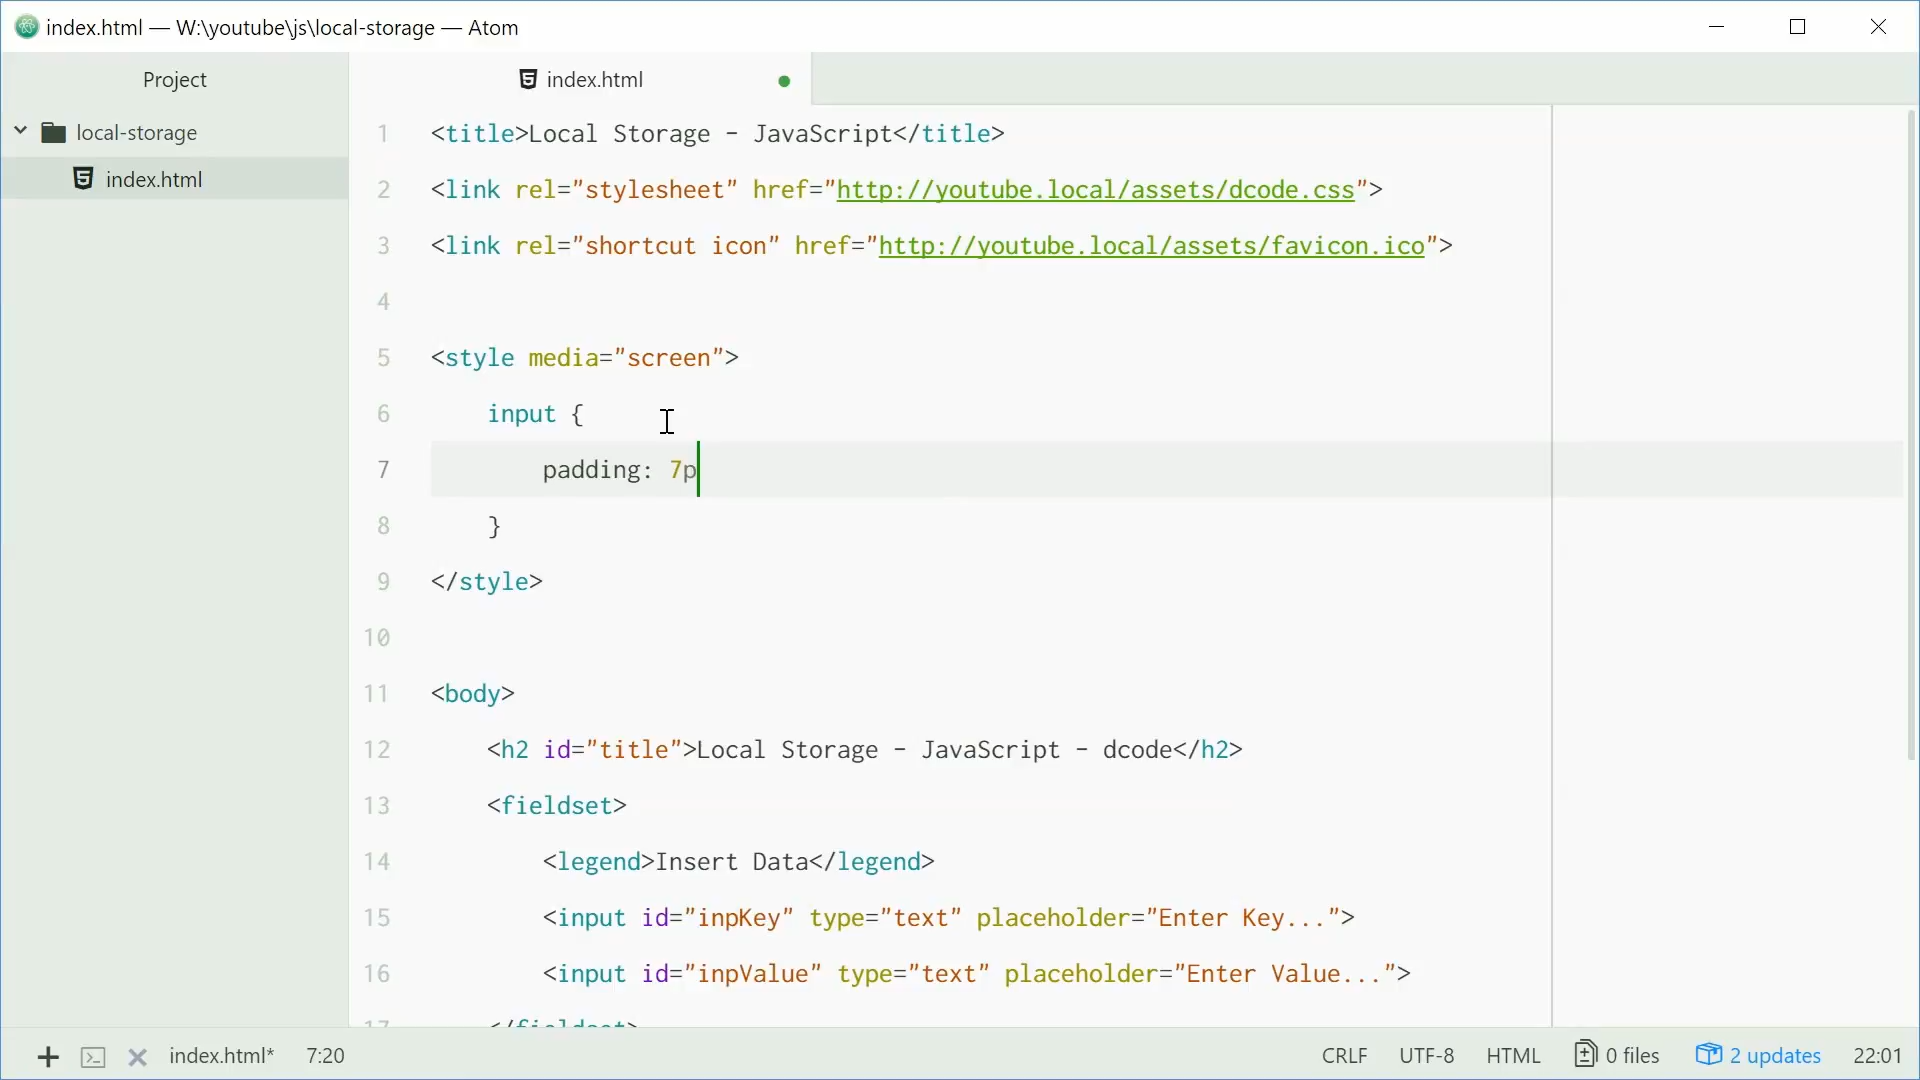 index.html — W:\youtube\js\local-storage — Atom
Project
index.html
local-storage
index.html
1 <title>Local Storage - JavaScript</title>
2 <link rel="stylesheet" href="http://youtube.local/assets/dcode.css">
3 <link rel="shortcut icon" href="http://youtube.local/assets/favicon.ico">
4
5 <style media="screen">
6 input {
7 padding: 7p
8 }
9 </style>
10
11 <body>
12 <h2 id="title">Local Storage - JavaScript - dcode</h2>
13 <fieldset>
14 <legend>Insert Data</legend>
15 <input id="inpKey" type="text" placeholder="Enter Key...">
16 <input id="inpValue" type="text" placeholder="Enter Value...">
17 </fieldset>
index.html* 7:20 CRLF UTF-8 HTML 0 files 2 updates 22:01